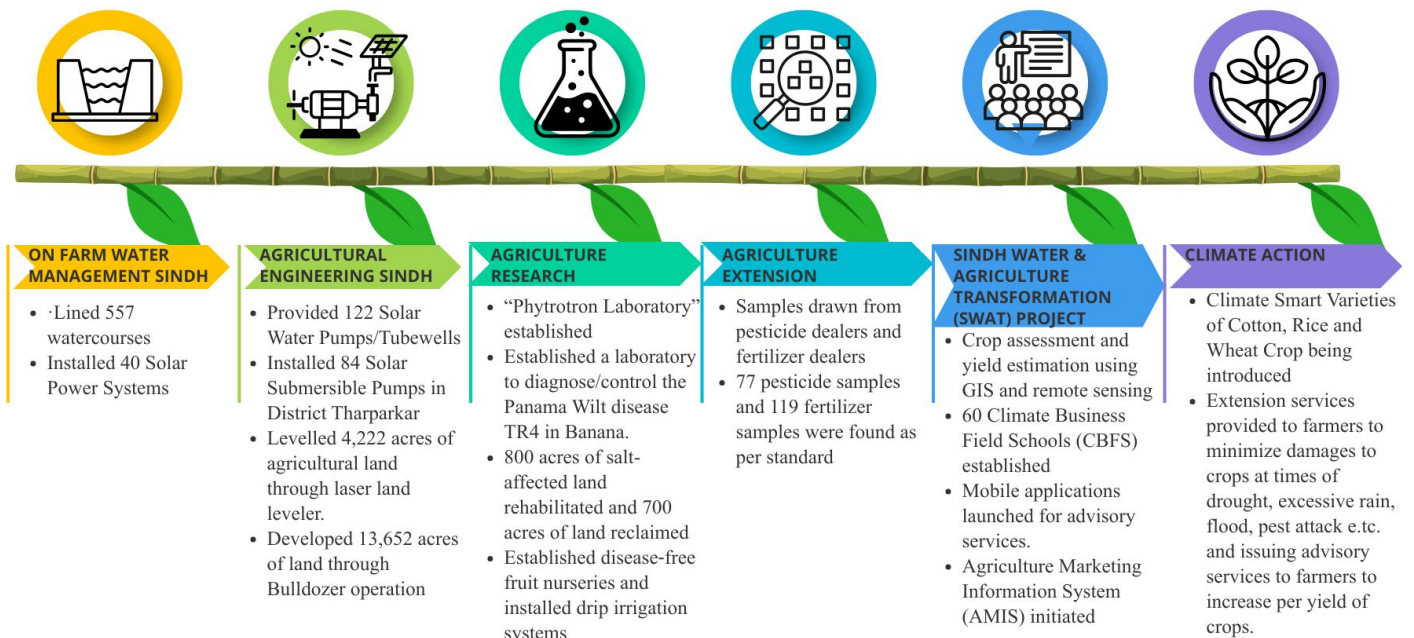 ON FARM WATER
MANAGEMENT SINDH
• ·Lined 557
watercourses
• Installed 40 Solar
Power Systems
AGRICULTURAL
ENGINEERING SINDH
• Provided 122 Solar
Water Pumps/Tubewells
• Installed 84 Solar
Submersible Pumps in
District Tharparkar
• Levelled 4,222 acres of
agricultural land
through laser land
leveler.
• Developed 13,652 acres
of land through
Bulldozer operation
AGRICULTURE
RESEARCH
• “Phytotron Laboratory”
established
• Established a laboratory
to diagnose/control the
Panama Wilt disease
TR4 in Banana.
• 800 acres of salt-
affected land
rehabilitated and 700
acres of land reclaimed
• Established disease-free
fruit nurseries and
installed drip irrigation
systems
AGRICULTURE
EXTENSION
• Samples drawn from
pesticide dealers and
fertilizer dealers
• 77 pesticide samples
and 119 fertilizer
samples were found as
per standard
SINDH WATER &
AGRICULTURE
TRANSFORMATION
(SWAT) PROJECT
• Crop assessment and
yield estimation using
GIS and remote sensing
• 60 Climate Business
Field Schools (CBFS)
established
• Mobile applications
launched for advisory
services.
• Agriculture Marketing
Information System
(AMIS) initiated
CLIMATE ACTION
• Climate Smart Varieties
of Cotton, Rice and
Wheat Crop being
introduced
• Extension services
provided to farmers to
minimize damages to
crops at times of
drought, excessive rain,
flood, pest attack e.tc.
and issuing advisory
services to farmers to
increase per yield of
crops.